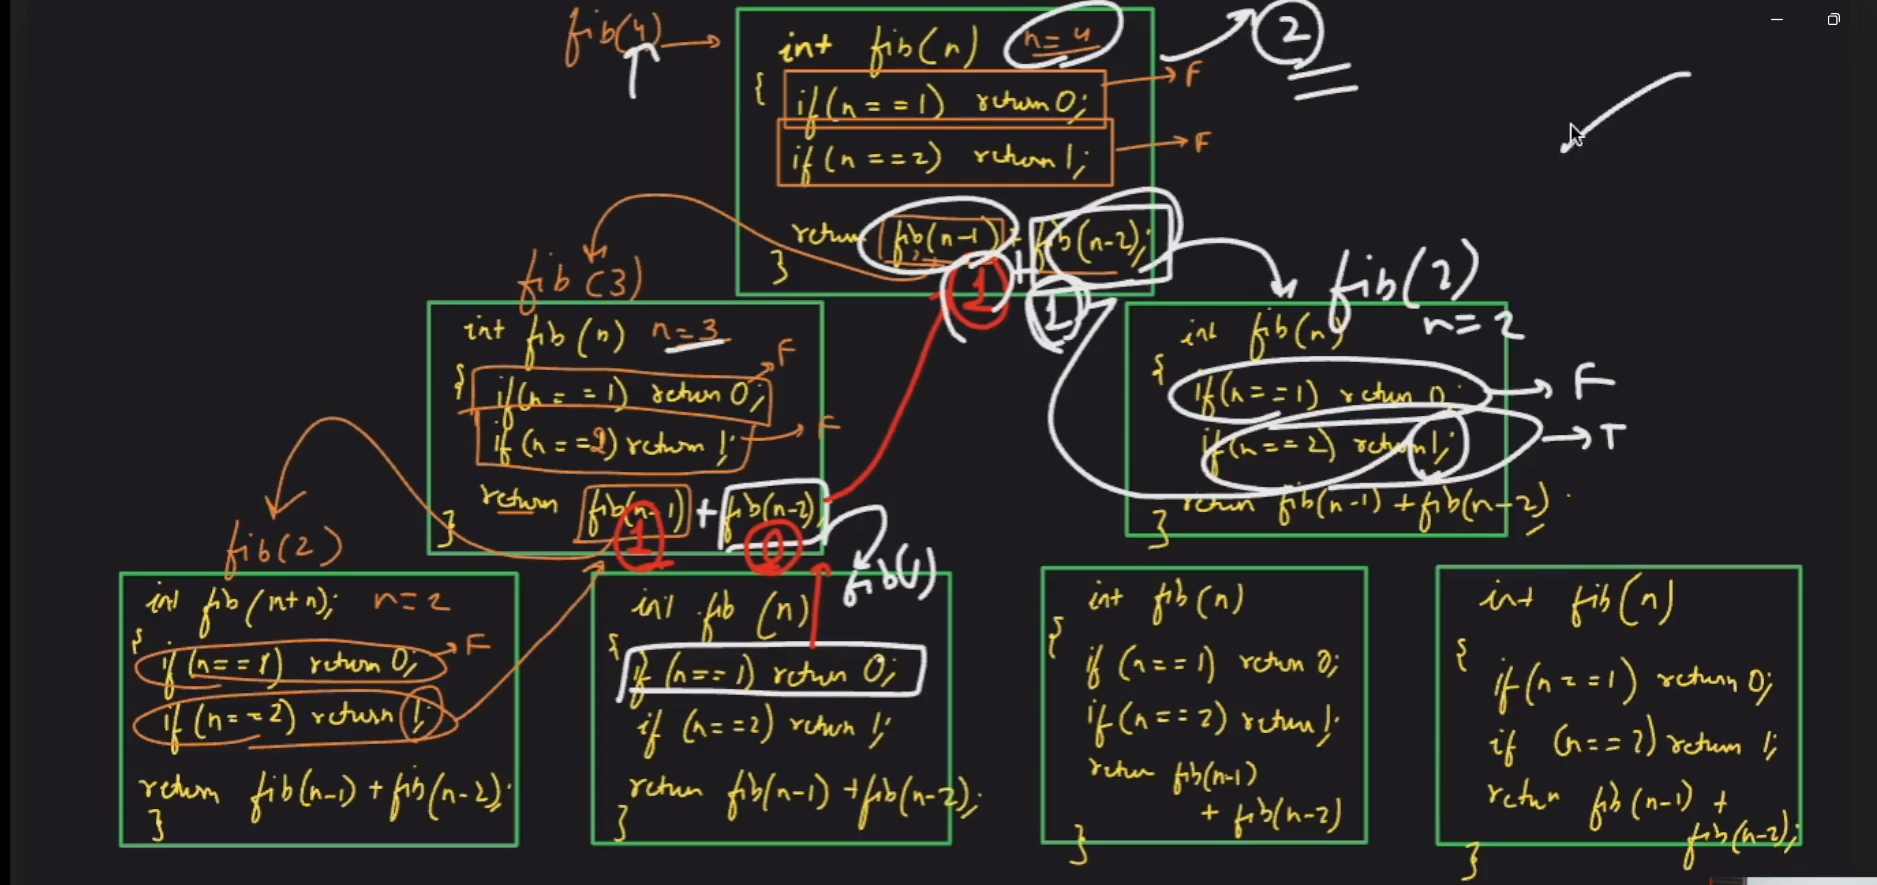 fib(4)
int fib(n) n=4
2
{
if(n==1) return 0;
F
if(n==2) return 1;
F
return fib(n-1) + fib(n-2);
}
1 + 1
fib(3)
int fib(n) n=3
{
if(n==1) return 0;
F
if(n==2) return 1;
F
return fib(n-1) + fib(n-2);
}
1
0
fib(2)
n=2
int fib(n)
{
if(n==1) return 0;
F
if(n==2) return 1;
T
return fib(n-1) + fib(n-2);
}
fib(2)
int fib(int n); n=2
{
if(n==1) return 0;
F
if(n==2) return 1;
return fib(n-1) + fib(n-2);
}
fib(1)
int fib (n)
{
if(n==1) return 0;
if(n==2) return 1;
return fib(n-1) + fib(n-2);
}
int fib(n)
{
if(n==1) return 0;
if(n==2) return 1;
return fib(n-1)
+ fib(n-2)
}
int fib(n)
{
if(n==1) return 0;
if (n==2) return 1;
return fib(n-1) +
fib(n-2);
}